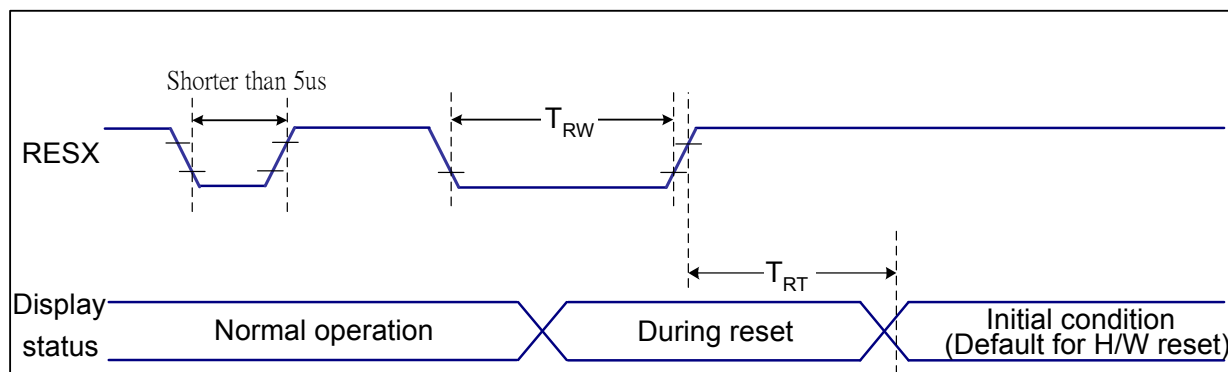 Shorter than 5us
RESX
TRW
TRT
Display
status
Normal operation
During reset
Initial condition
(Default for H/W reset)